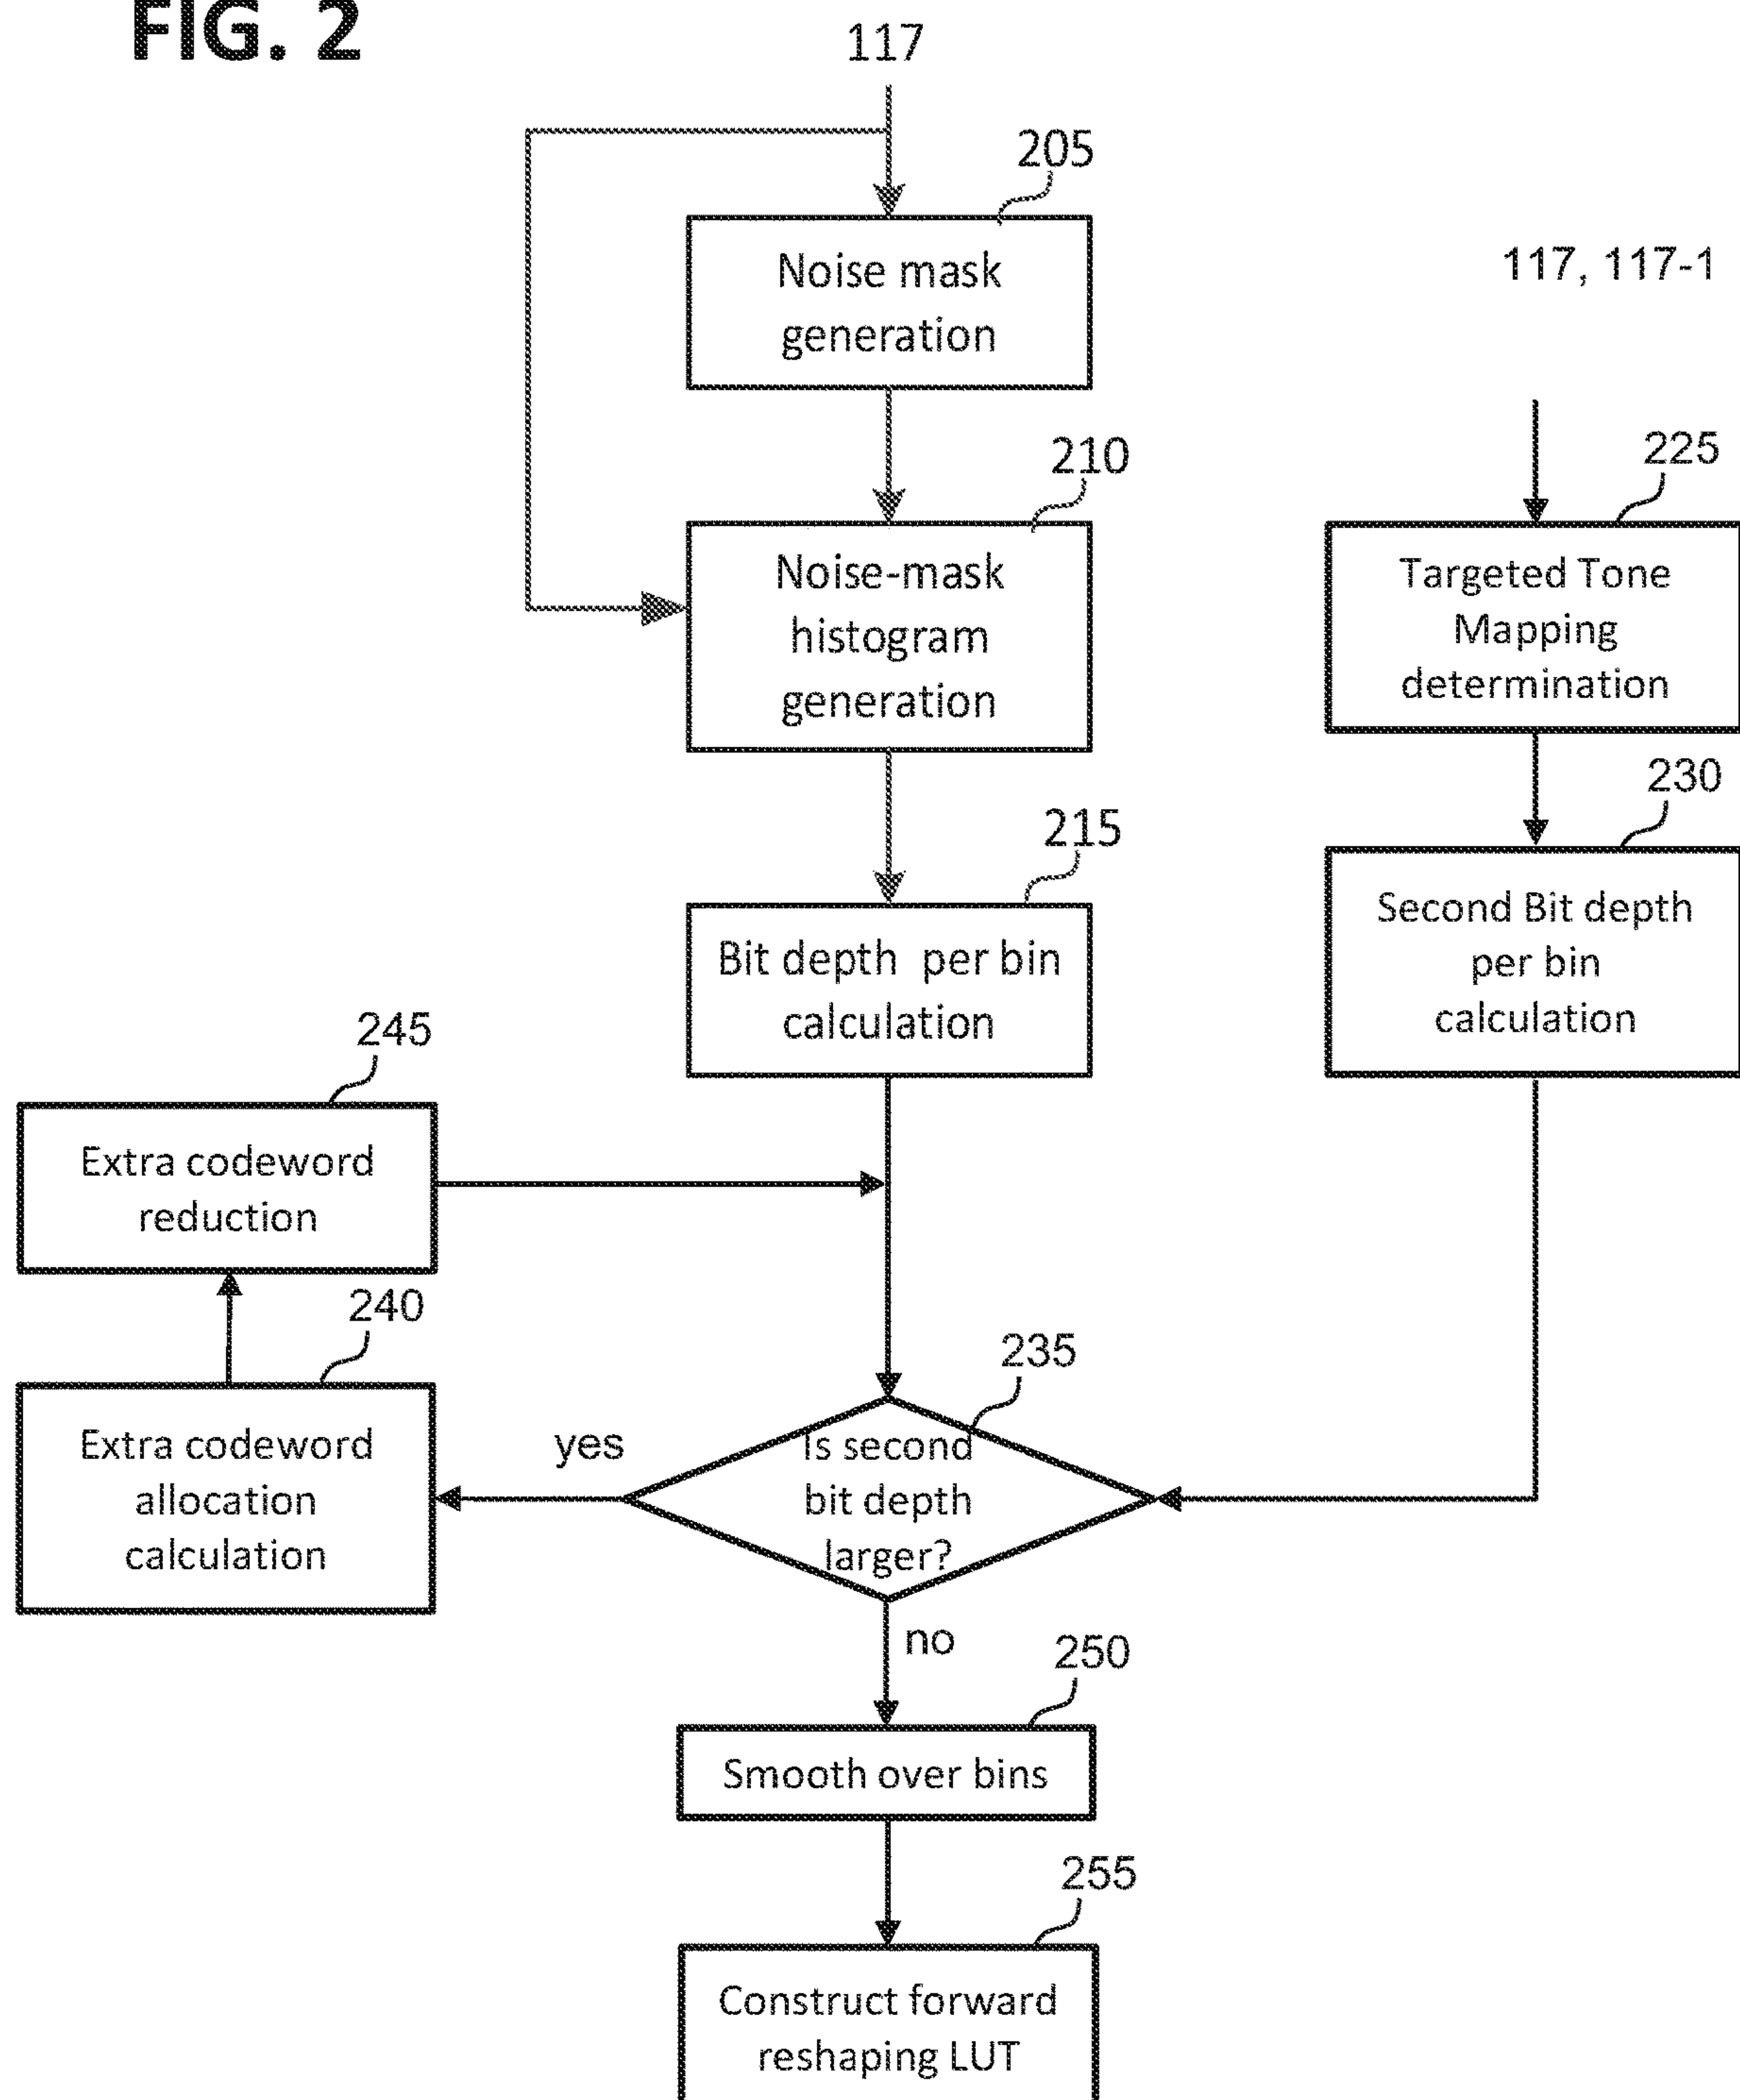 FIG. 2
117
205
Noise mask
generation
117, 117-1
210
Noise-mask
histogram
generation
225
Targeted Tone
Mapping
determination
215
Bit depth per bin
calculation
230
Second Bit depth
per bin
calculation
245
Extra codeword
reduction
240
Extra codeword
allocation
calculation
yes
235
Is second
bit depth
larger?
no
250
Smooth over bins
255
Construct forward
reshaping LUT